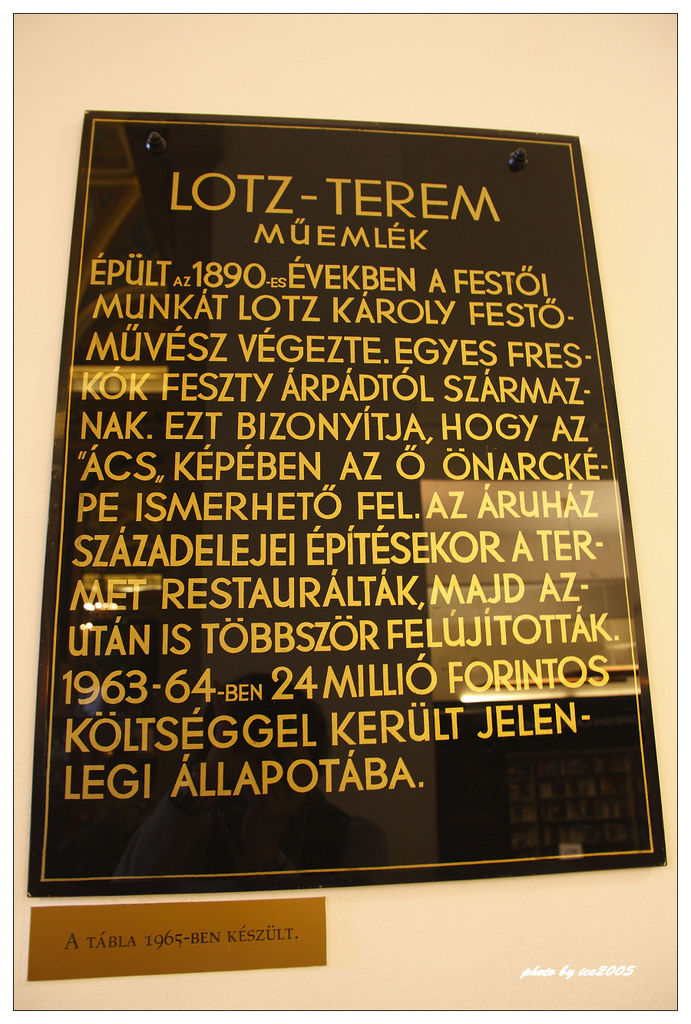 LOTZ-TEREM
MŰEMLÉK
ÉPÜLT AZ 1890-ES ÉVEKBEN A FESTŐI
MUNKÁT LOTZ KÁROLY FESTŐ-
MŰVÉSZ VÉGEZTE. EGYES FRES-
KÓK FESZTY ÁRPÁDTÓL SZÁRMAZ-
NAK. EZT BIZONYÍTJA, HOGY AZ
"ÁCS„ KÉPÉBEN AZ Ő ÖNARCKÉ-
PE ISMERHETŐ FEL. AZ ÁRUHÁZ
SZÁZADELEJEI ÉPÍTÉSEKOR A TER-
MET RESTAURÁLTÁK, MAJD AZ-
UTÁN IS TÖBBSZÖR FELÚJÍTOTTÁK.
1963-64-BEN 24 MILLIÓ FORINTOS
KÖLTSÉGGEL KERÜLT JELEN-
LEGI ÁLLAPOTÁBA.
A TÁBLA 1965-BEN KÉSZÜLT.
photo by ice2005